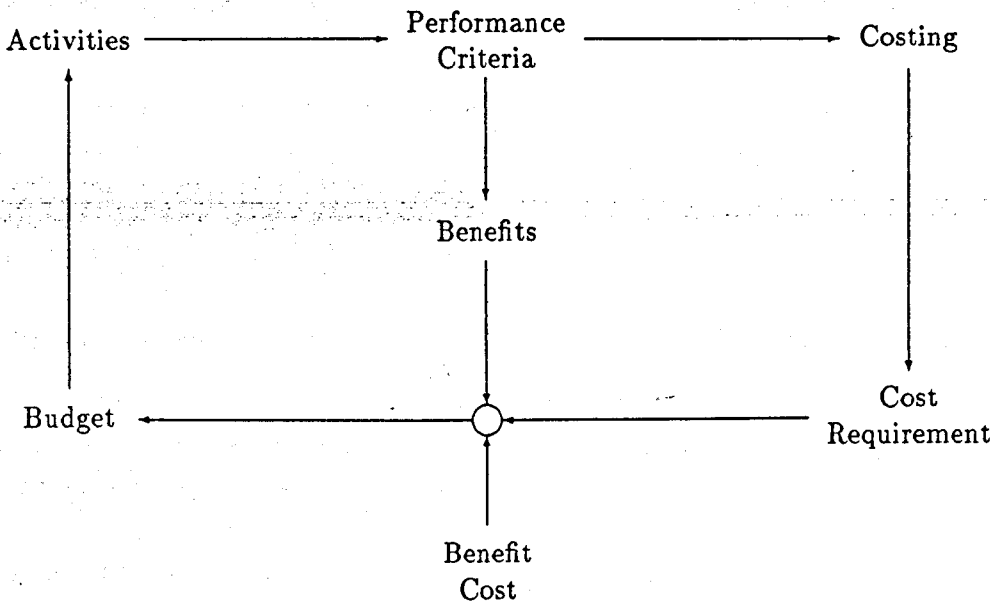 Activities
Performance
Criteria
Costing
Benefits
Budget
Cost
Requirement
Benefit
Cost